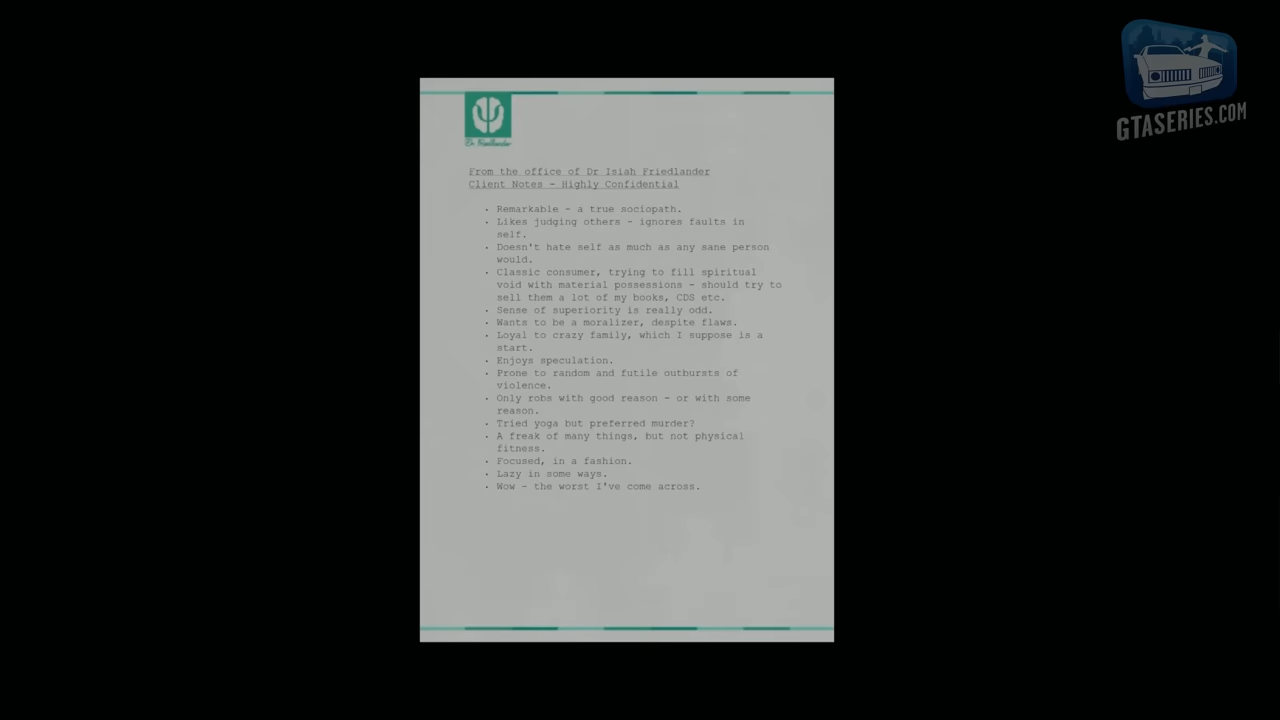 GTASERIES.COM
Dr Friedlander
From the office of Dr Isiah Friedlander
Client Notes - Highly Confidential
· Remarkable - a true sociopath.
· Likes judging others - ignores faults in
self.
· Doesn't hate self as much as any sane person
would.
· Classic consumer, trying to fill spiritual
void with material possessions - should try to
sell them a lot of my books, CDS etc.
· Sense of superiority is really odd.
· Wants to be a moralizer, despite flaws.
· Loyal to crazy family, which I suppose is a
start.
· Enjoys speculation.
· Prone to random and futile outbursts of
violence.
· Only robs with good reason - or with some
reason.
· Tried yoga but preferred murder?
· A freak of many things, but not physical
fitness.
· Focused, in a fashion.
· Lazy in some ways.
· Wow - the worst I've come across.